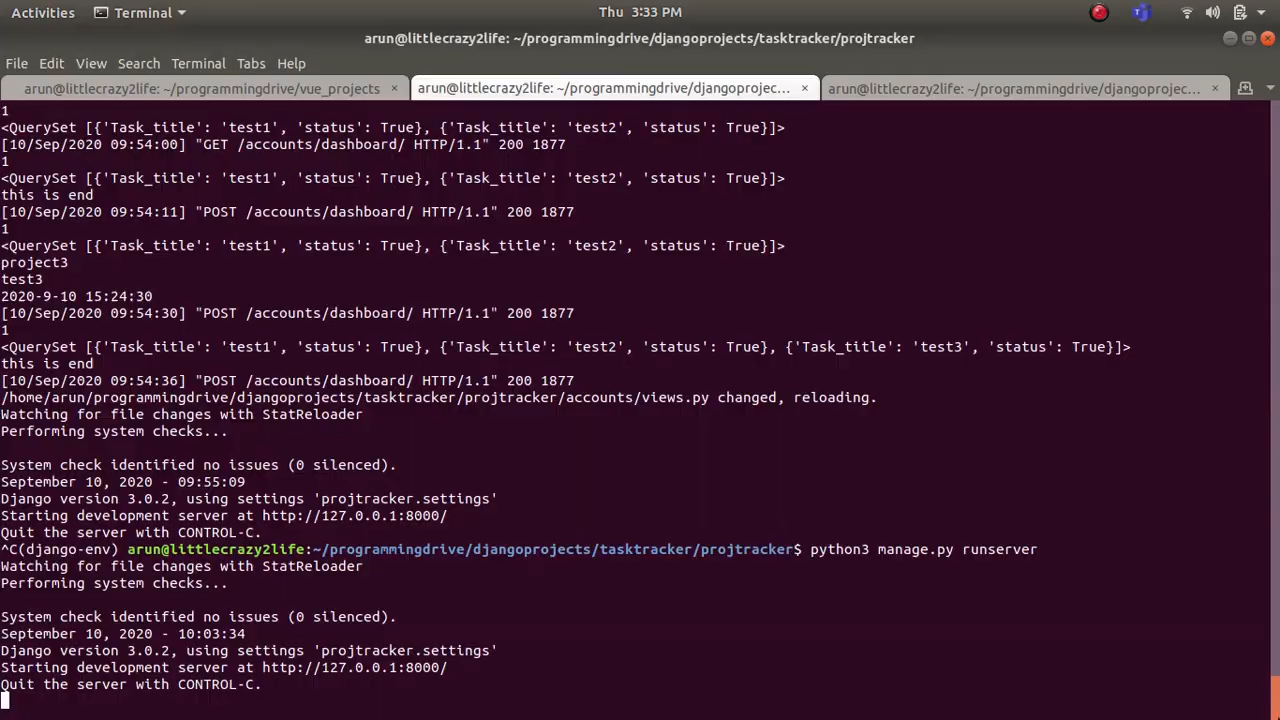 Activities Terminal Thu 3:33 PM
arun@littlecrazy2life: ~/programmingdrive/djangoprojects/tasktracker/projtracker
File Edit View Search Terminal Tabs Help
arun@littlecrazy2life: ~/programmingdrive/vue_projects × arun@littlecrazy2life: ~/programmingdrive/djangoprojec... × arun@littlecrazy2life: ~/programmingdrive/djangoprojec... ×
1
<QuerySet [{'Task_title': 'test1', 'status': True}, {'Task_title': 'test2', 'status': True}]>
[10/Sep/2020 09:54:00] "GET /accounts/dashboard/ HTTP/1.1" 200 1877
1
<QuerySet [{'Task_title': 'test1', 'status': True}, {'Task_title': 'test2', 'status': True}]>
this is end
[10/Sep/2020 09:54:11] "POST /accounts/dashboard/ HTTP/1.1" 200 1877
1
<QuerySet [{'Task_title': 'test1', 'status': True}, {'Task_title': 'test2', 'status': True}]>
project3
test3
2020-9-10 15:24:30
[10/Sep/2020 09:54:30] "POST /accounts/dashboard/ HTTP/1.1" 200 1877
1
<QuerySet [{'Task_title': 'test1', 'status': True}, {'Task_title': 'test2', 'status': True}, {'Task_title': 'test3', 'status': True}]>
this is end
[10/Sep/2020 09:54:36] "POST /accounts/dashboard/ HTTP/1.1" 200 1877
/home/arun/programmingdrive/djangoprojects/tasktracker/projtracker/accounts/views.py changed, reloading.
Watching for file changes with StatReloader
Performing system checks...
System check identified no issues (0 silenced).
September 10, 2020 - 09:55:09
Django version 3.0.2, using settings 'projtracker.settings'
Starting development server at http://127.0.0.1:8000/
Quit the server with CONTROL-C.
^C(django-env) arun@littlecrazy2life:~/programmingdrive/djangoprojects/tasktracker/projtracker$ python3 manage.py runserver
Watching for file changes with StatReloader
Performing system checks...
System check identified no issues (0 silenced).
September 10, 2020 - 10:03:34
Django version 3.0.2, using settings 'projtracker.settings'
Starting development server at http://127.0.0.1:8000/
Quit the server with CONTROL-C.